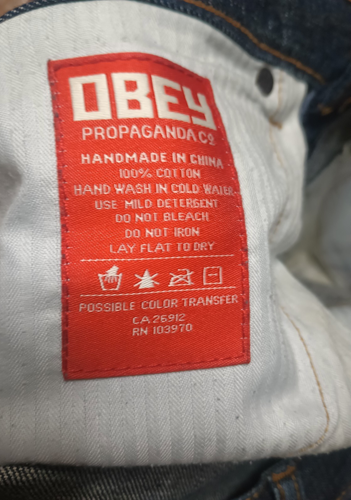 OBEY
PROPAGANDA CO
HANDMADE IN CHINA
100% COTTON
HAND WASH IN COLD WATER
USE MILD DETERGENT
DO NOT BLEACH
DO NOT IRON
LAY FLAT TO DRY
POSSIBLE COLOR TRANSFER
CA 26912
RN 103970